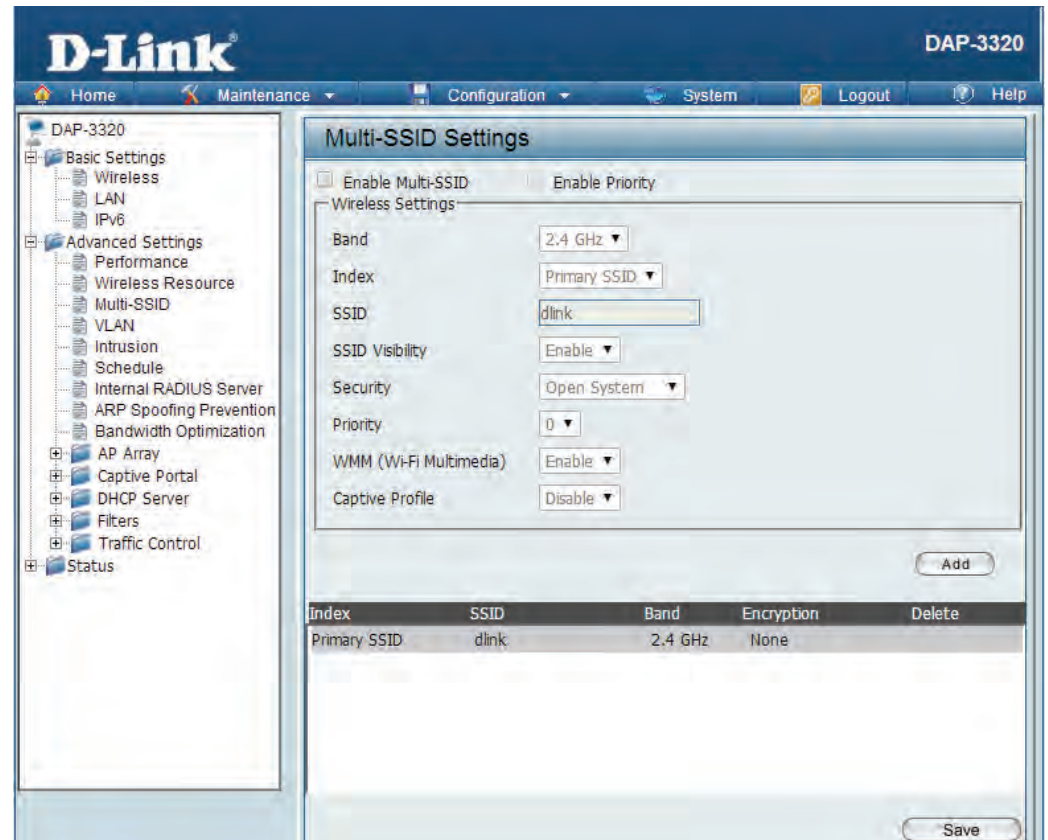 D-Link®
DAP-3320
Home Maintenance Configuration System Logout Help
DAP-3320
Basic Settings
Wireless
LAN
IPv6
Advanced Settings
Performance
Wireless Resource
Multi-SSID
VLAN
Intrusion
Schedule
Internal RADIUS Server
ARP Spoofing Prevention
Bandwidth Optimization
AP Array
Captive Portal
DHCP Server
Filters
Traffic Control
Status
Multi-SSID Settings
Enable Multi-SSID Enable Priority
Wireless Settings
Band 2.4 GHz
Index Primary SSID
SSID dlink
SSID Visibility Enable
Security Open System
Priority 0
WMM (Wi-Fi Multimedia) Enable
Captive Profile Disable
Add
Index SSID Band Encryption Delete
Primary SSID dlink 2.4 GHz None
Save